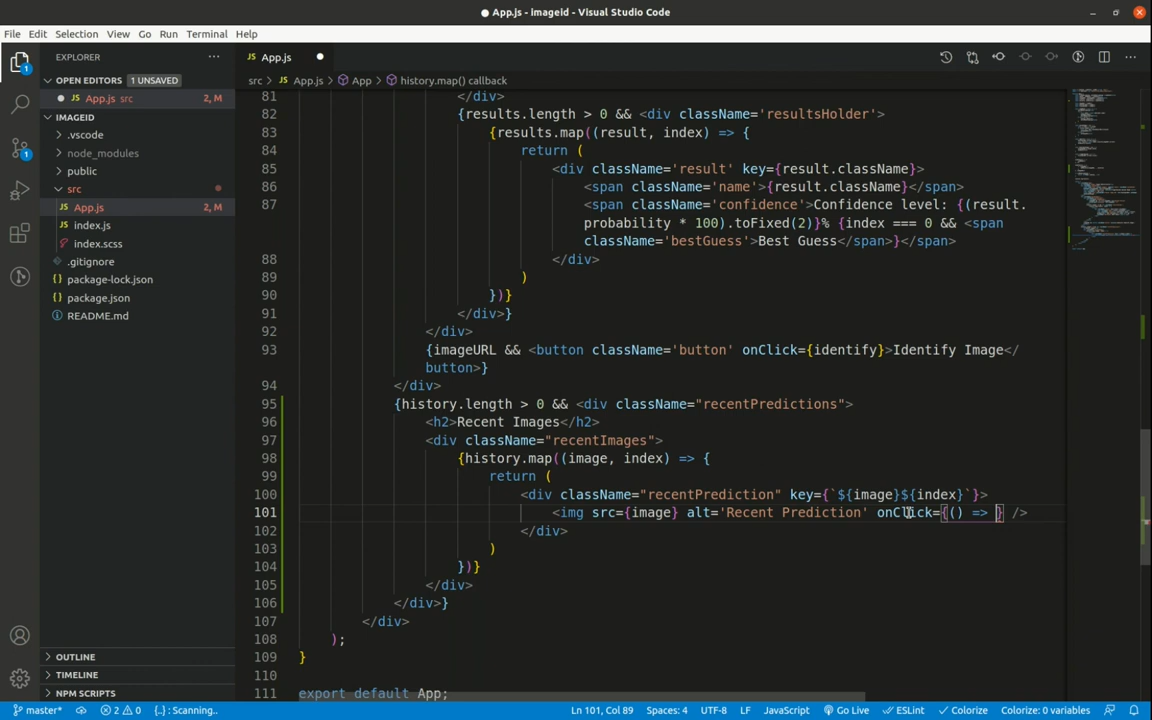 App.js - imageid - Visual Studio Code
File Edit Selection View Go Run Terminal Help
EXPLORER
App.js
OPEN EDITORS 1 UNSAVED
App.js src 2, M
IMAGEID
.vscode
node_modules
public
src
App.js 2, M
index.js
index.scss
.gitignore
package-lock.json
package.json
README.md
OUTLINE
TIMELINE
NPM SCRIPTS
src > App.js > App > history.map() callback
81 </div>
82 {results.length > 0 && <div className='resultsHolder'>
83 {results.map((result, index) => {
84 return (
85 <div className='result' key={result.className}>
86 <span className='name'>{result.className}</span>
87 <span className='confidence'>Confidence level: {(result.
probability * 100).toFixed(2)}% {index === 0 && <span
className='bestGuess'>Best Guess</span>}</span>
88 </div>
89 )
90 })}
91 </div>}
92 </div>
93 {imageURL && <button className='button' onClick={identify}>Identify Image</
button>}
94 </div>
95 {history.length > 0 && <div className="recentPredictions">
96 <h2>Recent Images</h2>
97 <div className="recentImages">
98 {history.map((image, index) => {
99 return (
100 <div className="recentPrediction" key={`${image}${index}`}>
101 <img src={image} alt='Recent Prediction' onClick={() => } />
102 </div>
103 )
104 })}
105 </div>
106 </div>}
107 </div>
108 );
109 }
110
111 export default App;
master* 2 0 {..}: Scanning.. Ln 101, Col 89 Spaces: 4 UTF-8 LF JavaScript Go Live ESLint Colorize Colorize: 0 variables